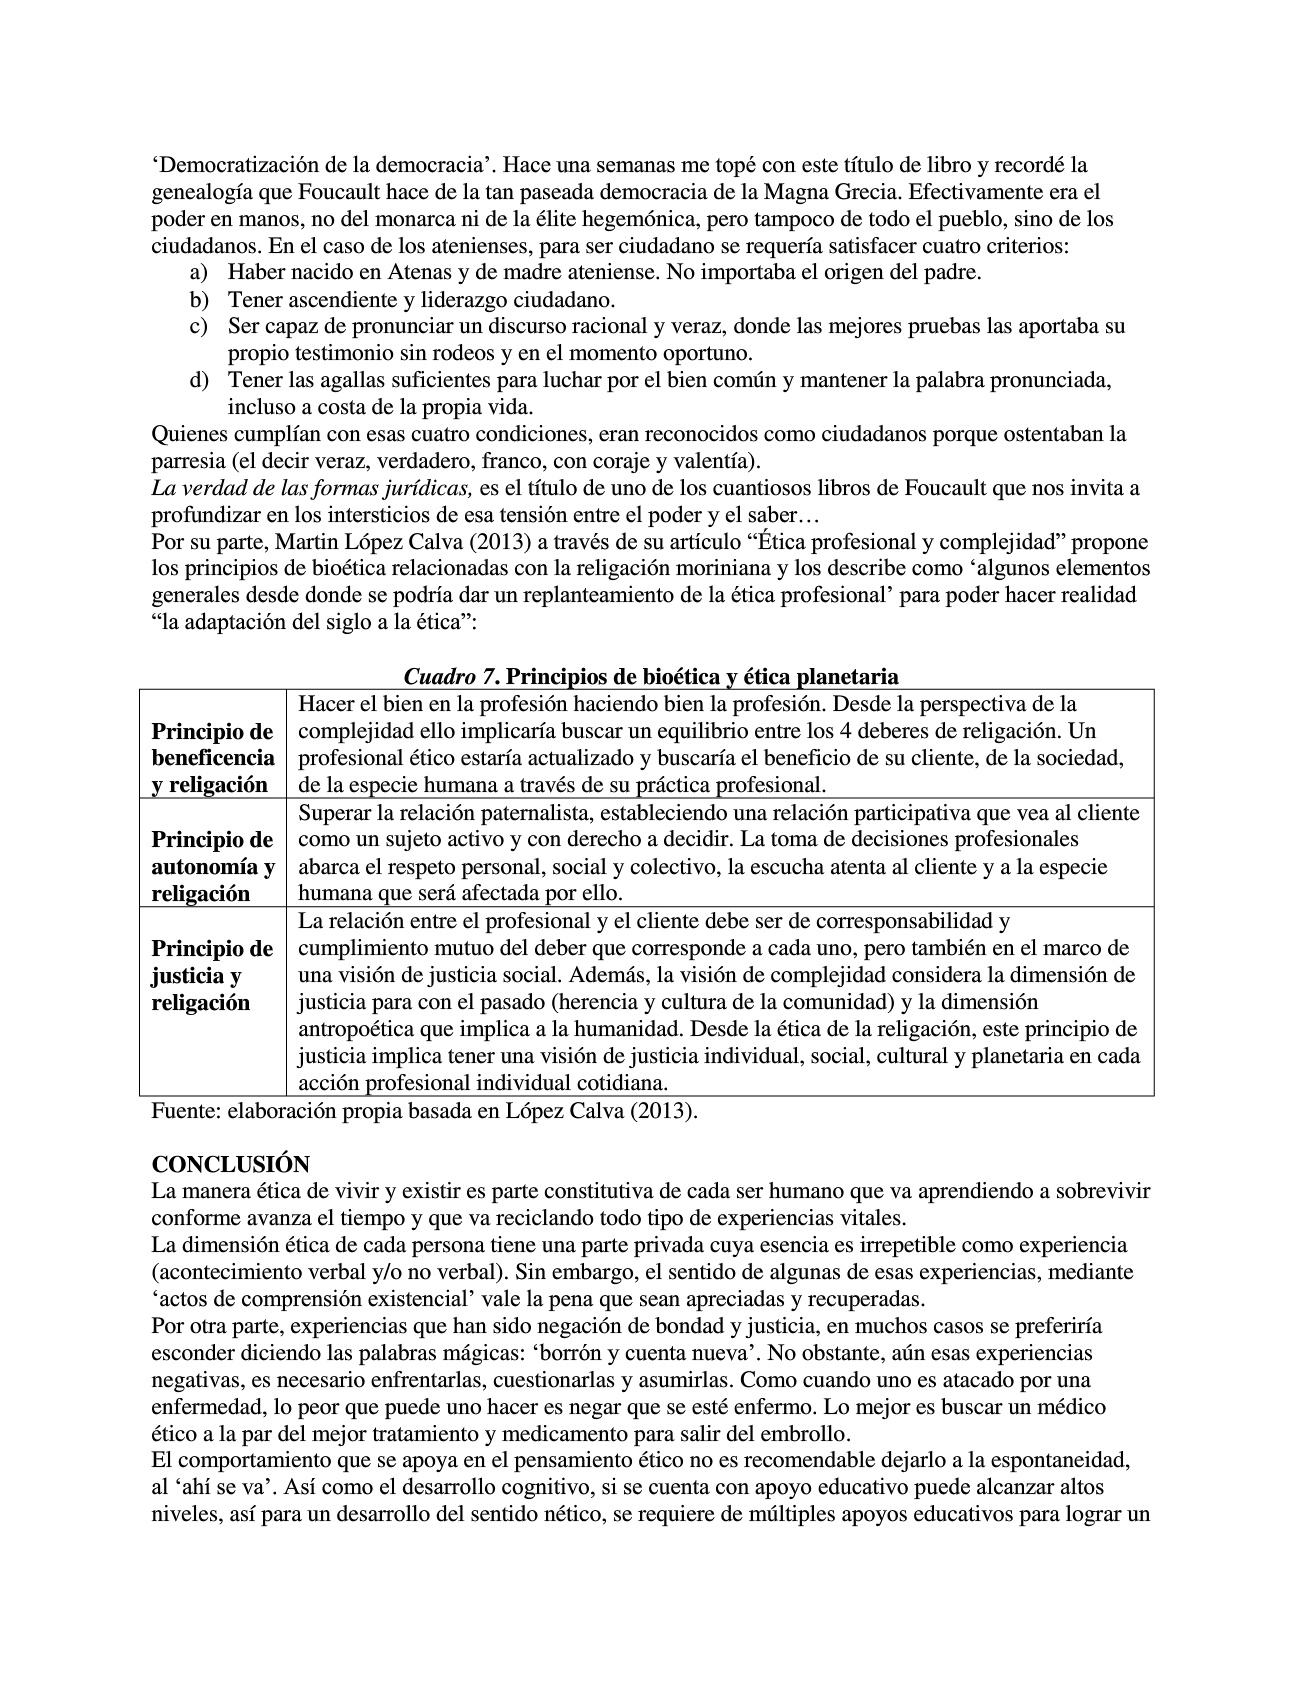 ‘Democratización de la democracia’. Hace una semanas me topé con este título de libro y recordé la
genealogía que Foucault hace de la tan paseada democracia de la Magna Grecia. Efectivamente era el
poder en manos, no del monarca ni de la élite hegemónica, pero tampoco de todo el pueblo, sino de los
ciudadanos. En el caso de los atenienses, para ser ciudadano se requería satisfacer cuatro criterios:
a) Haber nacido en Atenas y de madre ateniense. No importaba el origen del padre.
b) Tener ascendiente y liderazgo ciudadano.
c) Ser capaz de pronunciar un discurso racional y veraz, donde las mejores pruebas las aportaba su
propio testimonio sin rodeos y en el momento oportuno.
d) Tener las agallas suficientes para luchar por el bien común y mantener la palabra pronunciada,
incluso a costa de la propia vida.
Quienes cumplían con esas cuatro condiciones, eran reconocidos como ciudadanos porque ostentaban la
parresia (el decir veraz, verdadero, franco, con coraje y valentía).
La verdad de las formas jurídicas, es el título de uno de los cuantiosos libros de Foucault que nos invita a
profundizar en los intersticios de esa tensión entre el poder y el saber…
Por su parte, Martin López Calva (2013) a través de su artículo “Ética profesional y complejidad” propone
los principios de bioética relacionadas con la religación moriniana y los describe como ‘algunos elementos
generales desde donde se podría dar un replanteamiento de la ética profesional’ para poder hacer realidad
“la adaptación del siglo a la ética”:
Cuadro 7. Principios de bioética y ética planetaria
Principio de
beneficencia
y religación
Hacer el bien en la profesión haciendo bien la profesión. Desde la perspectiva de la
complejidad ello implicaría buscar un equilibrio entre los 4 deberes de religación. Un
profesional ético estaría actualizado y buscaría el beneficio de su cliente, de la sociedad,
de la especie humana a través de su práctica profesional.
Principio de
autonomía y
religación
Superar la relación paternalista, estableciendo una relación participativa que vea al cliente
como un sujeto activo y con derecho a decidir. La toma de decisiones profesionales
abarca el respeto personal, social y colectivo, la escucha atenta al cliente y a la especie
humana que será afectada por ello.
Principio de
justicia y
religación
La relación entre el profesional y el cliente debe ser de corresponsabilidad y
cumplimiento mutuo del deber que corresponde a cada uno, pero también en el marco de
una visión de justicia social. Además, la visión de complejidad considera la dimensión de
justicia para con el pasado (herencia y cultura de la comunidad) y la dimensión
antropoética que implica a la humanidad. Desde la ética de la religación, este principio de
justicia implica tener una visión de justicia individual, social, cultural y planetaria en cada
acción profesional individual cotidiana.
Fuente: elaboración propia basada en López Calva (2013).
CONCLUSIÓN
La manera ética de vivir y existir es parte constitutiva de cada ser humano que va aprendiendo a sobrevivir
conforme avanza el tiempo y que va reciclando todo tipo de experiencias vitales.
La dimensión ética de cada persona tiene una parte privada cuya esencia es irrepetible como experiencia
(acontecimiento verbal y/o no verbal). Sin embargo, el sentido de algunas de esas experiencias, mediante
‘actos de comprensión existencial’ vale la pena que sean apreciadas y recuperadas.
Por otra parte, experiencias que han sido negación de bondad y justicia, en muchos casos se preferiría
esconder diciendo las palabras mágicas: ‘borrón y cuenta nueva’. No obstante, aún esas experiencias
negativas, es necesario enfrentarlas, cuestionarlas y asumirlas. Como cuando uno es atacado por una
enfermedad, lo peor que puede uno hacer es negar que se esté enfermo. Lo mejor es buscar un médico
ético a la par del mejor tratamiento y medicamento para salir del embrollo.
El comportamiento que se apoya en el pensamiento ético no es recomendable dejarlo a la espontaneidad,
al ‘ahí se va’. Así como el desarrollo cognitivo, si se cuenta con apoyo educativo puede alcanzar altos
niveles, así para un desarrollo del sentido nético, se requiere de múltiples apoyos educativos para lograr un